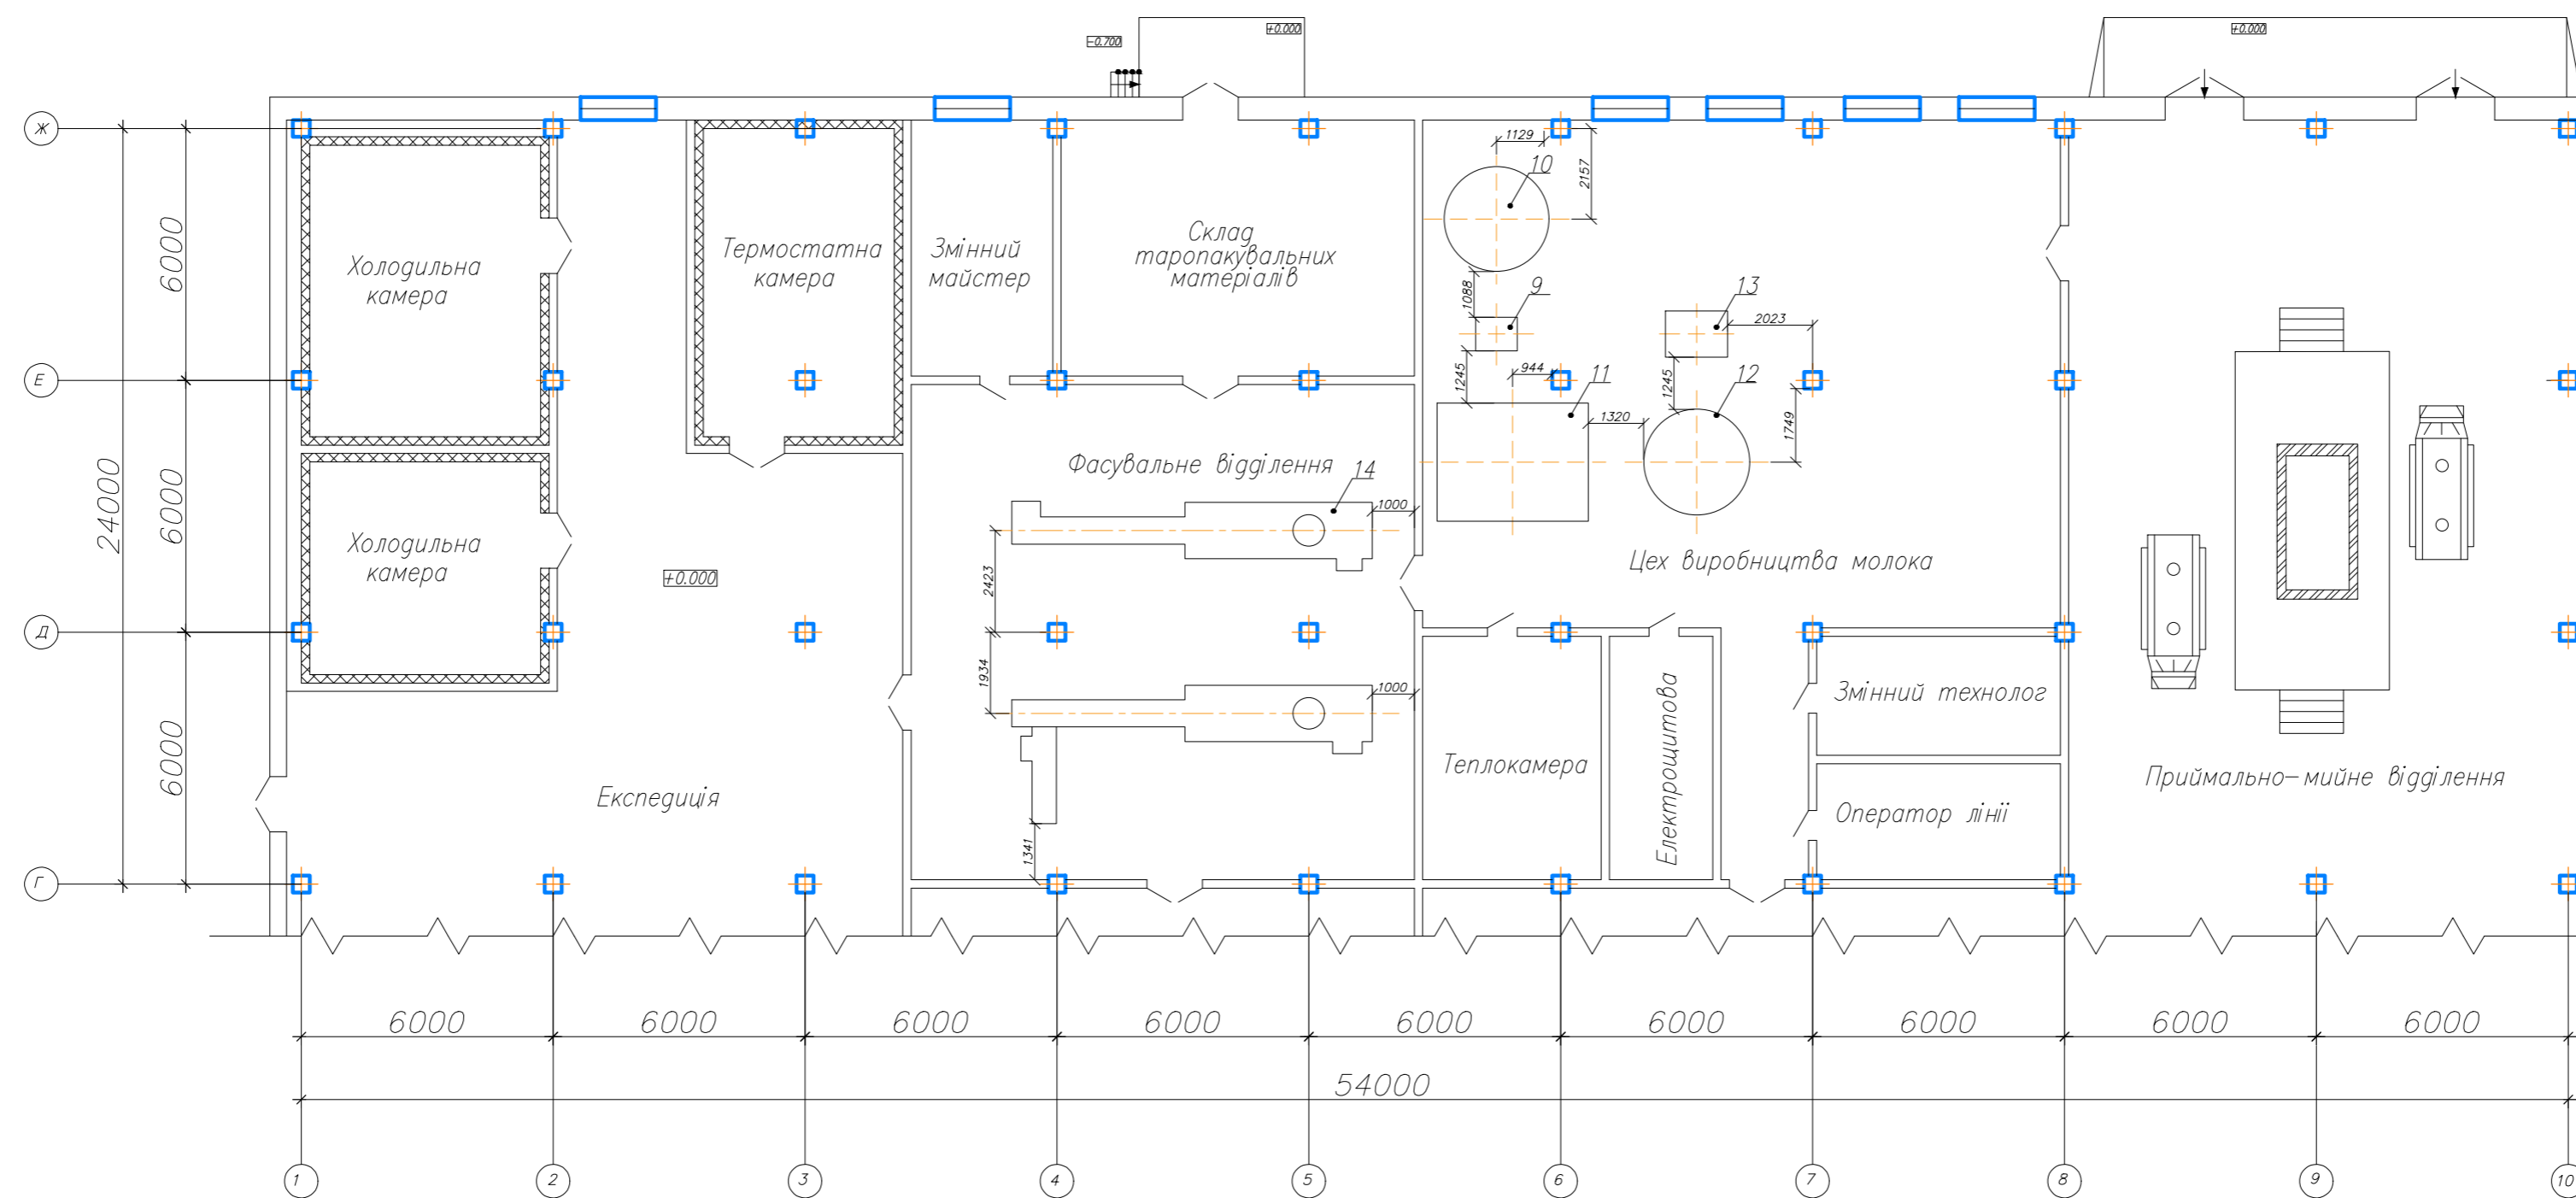 -0.700
+0.000
+0.000
Ж
Е
Д
Г
24000
6000
6000
6000
Холодильна
камера
Холодильна
камера
Термостатна
камера
Змінний
майстер
Склад
таропакувальних
матеріалів
+0.000
Експедиція
Фасувальне відділення
14
1000
2423
1934
1000
1341
1129
2157
10
1088
9
1245
944
11
1320
13
2023
1245
12
1749
Цех виробництва молока
Теплокамера
Електрощитова
Змінний технолог
Оператор лінії
Приймально-мийне відділення
6000
6000
6000
6000
6000
6000
6000
6000
6000
54000
1
2
3
4
5
6
7
8
9
10